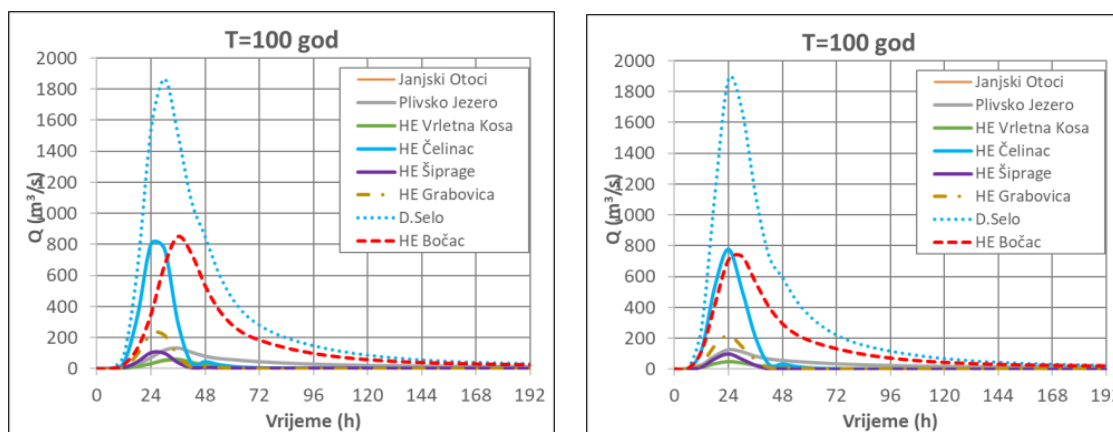 T=100 god
2000
1800
1600
1400
1200
1000
800
600
400
200
0
Q (m³/s)
Janjski Otoci
Plivsko Jezero
HE Vrletna Kosa
HE Čelinac
HE Šiprage
HE Grabovica
D.Selo
HE Bočac
0 24 48 72 96 120 144 168 192
Vrijeme (h)
T=100 god
2000
1800
1600
1400
1200
1000
800
600
400
200
0
Q (m³/s)
Janjski Otoci
Plivsko Jezero
HE Vrletna Kosa
HE Čelinac
HE Šiprage
HE Grabovica
D.Selo
HE Bočac
0 24 48 72 96 120 144 168 192
Vrijeme (h)